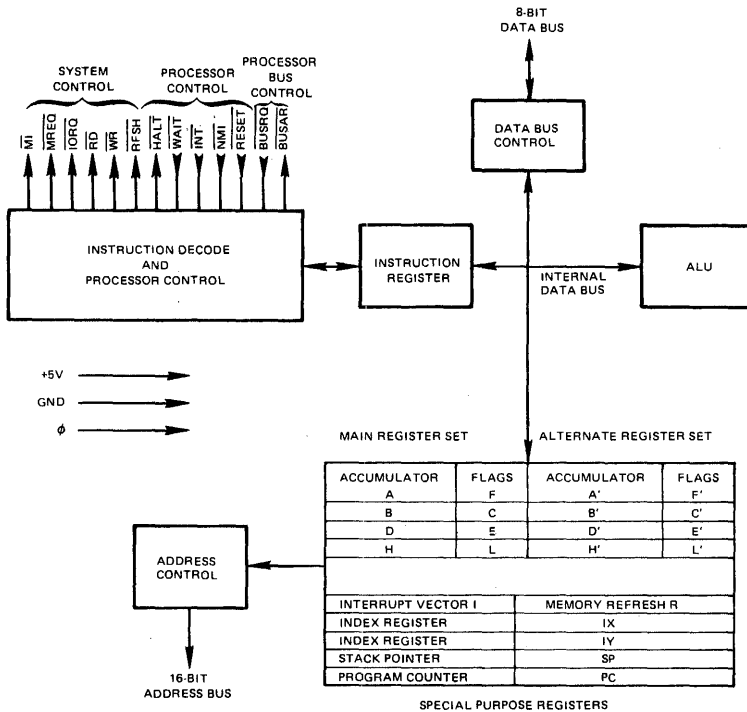 8-BIT
DATA BUS
SYSTEM
CONTROL
PROCESSOR
CONTROL
PROCESSOR
BUS
CONTROL
MI
MREQ
IORQ
RD
WR
RFSH
HALT
WAIT
INT
NMI
RESET
BUSRQ
BUSAR
DATA BUS
CONTROL
INSTRUCTION DECODE
AND
PROCESSOR CONTROL
INSTRUCTION
REGISTER
INTERNAL
DATA BUS
ALU
+5V
GND
ϕ
MAIN REGISTER SET ALTERNATE REGISTER SET
ACCUMULATOR FLAGS ACCUMULATOR FLAGS
A F A' F'
B C B' C'
D E D' E'
H L H' L'
ADDRESS
CONTROL
INTERRUPT VECTOR I MEMORY REFRESH R
INDEX REGISTER IX
INDEX REGISTER IY
STACK POINTER SP
PROGRAM COUNTER PC
16-BIT
ADDRESS BUS
SPECIAL PURPOSE REGISTERS